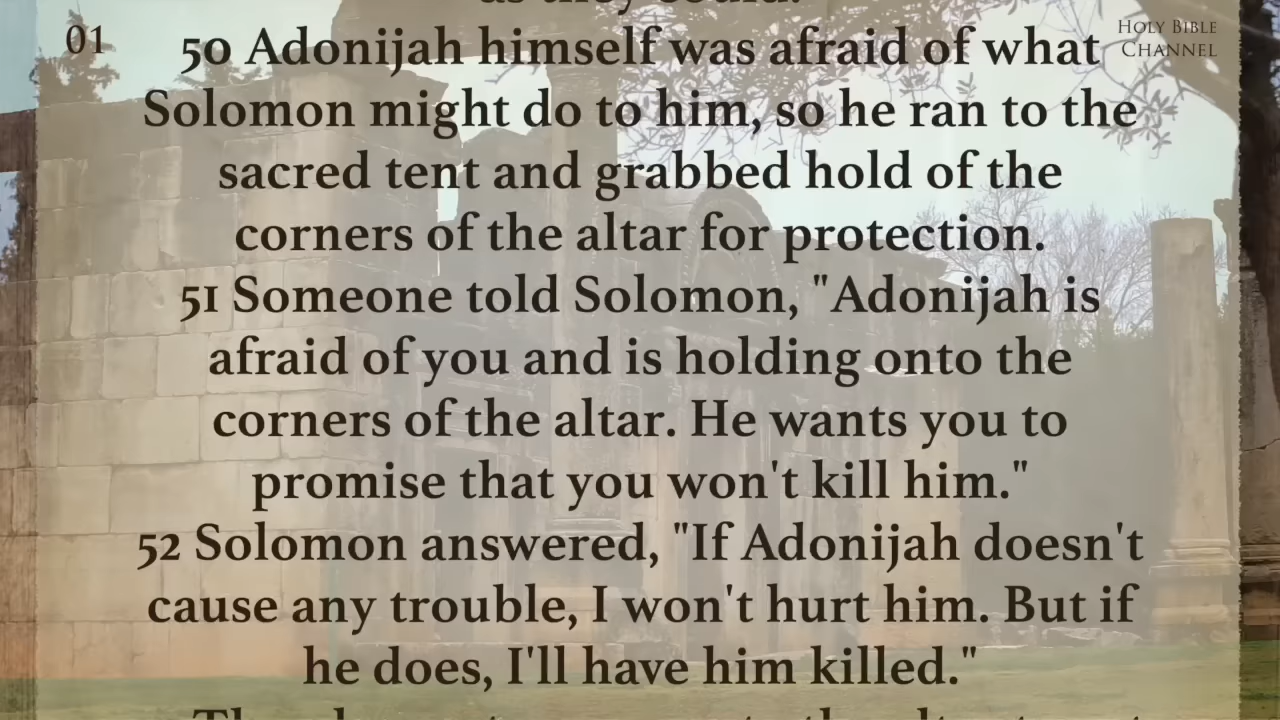 as they could.
01
HOLY BIBLE
CHANNEL
50 Adonijah himself was afraid of what
Solomon might do to him, so he ran to the
sacred tent and grabbed hold of the
corners of the altar for protection.
51 Someone told Solomon, "Adonijah is
afraid of you and is holding onto the
corners of the altar. He wants you to
promise that you won't kill him."
52 Solomon answered, "If Adonijah doesn't
cause any trouble, I won't hurt him. But if
he does, I'll have him killed."